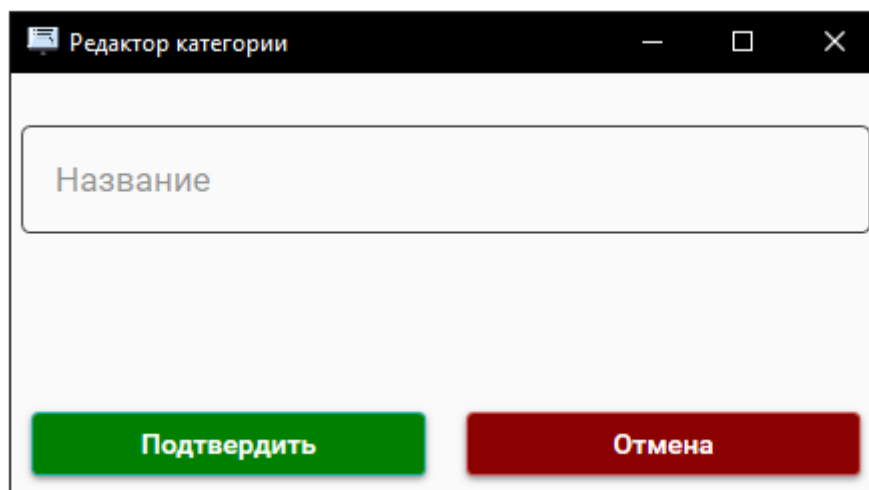 Редактор категории
Название
Подтвердить Отмена